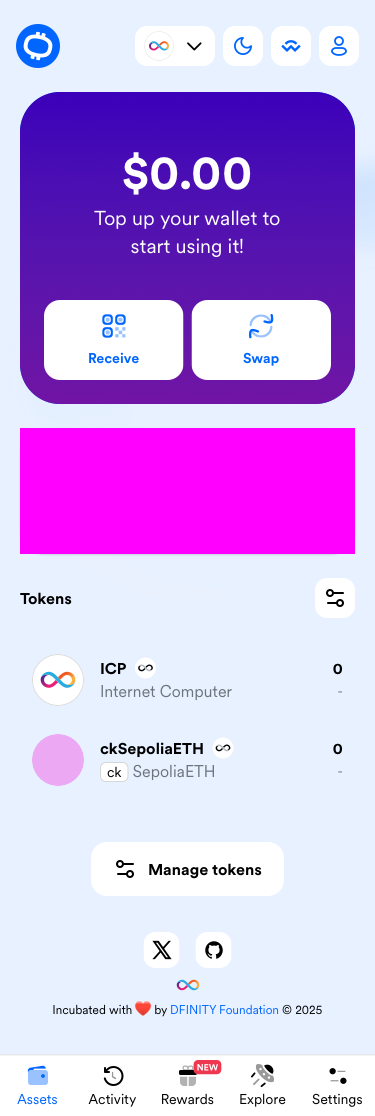 $0.00
Top up your wallet to
start using it!
Receive
Swap
Tokens
ICP
0
Internet Computer
-
ckSepoliaETH
0
ck SepoliaETH
-
Manage tokens
Incubated with ❤️ by DFINITY Foundation © 2025
NEW
Assets
Activity
Rewards
Explore
Settings